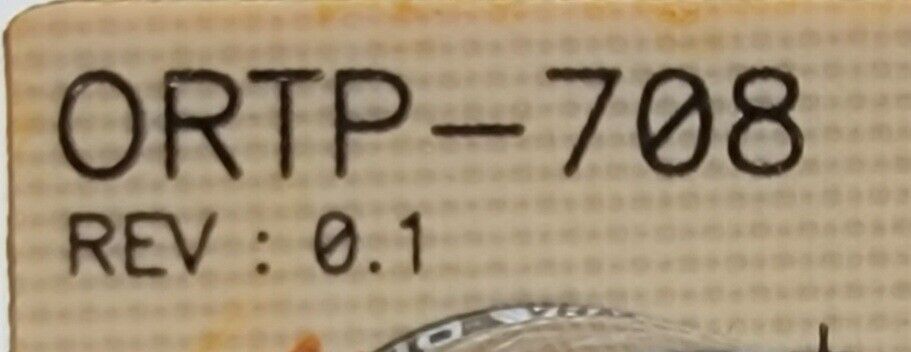 ORTP-708
REV : 0.1